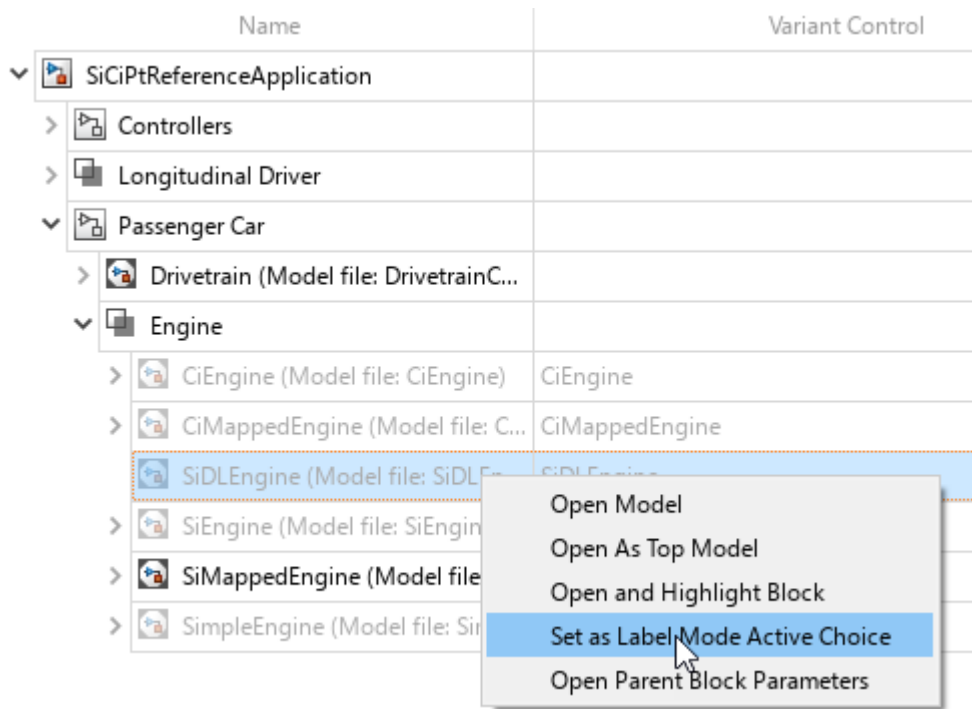 Name Variant Control
SiCiPtReferenceApplication
Controllers
Longitudinal Driver
Passenger Car
Drivetrain (Model file: DrivetrainC...
Engine
CiEngine (Model file: CiEngine) CiEngine
CiMappedEngine (Model file: C... CiMappedEngine
SiDLEngine (Model file: SiDLEn... SiDLEngine
Open Model
SiEngine (Model file: SiEngin
Open As Top Model
SiMappedEngine (Model file
Open and Highlight Block
SimpleEngine (Model file: Sir
Set as Label Mode Active Choice
Open Parent Block Parameters